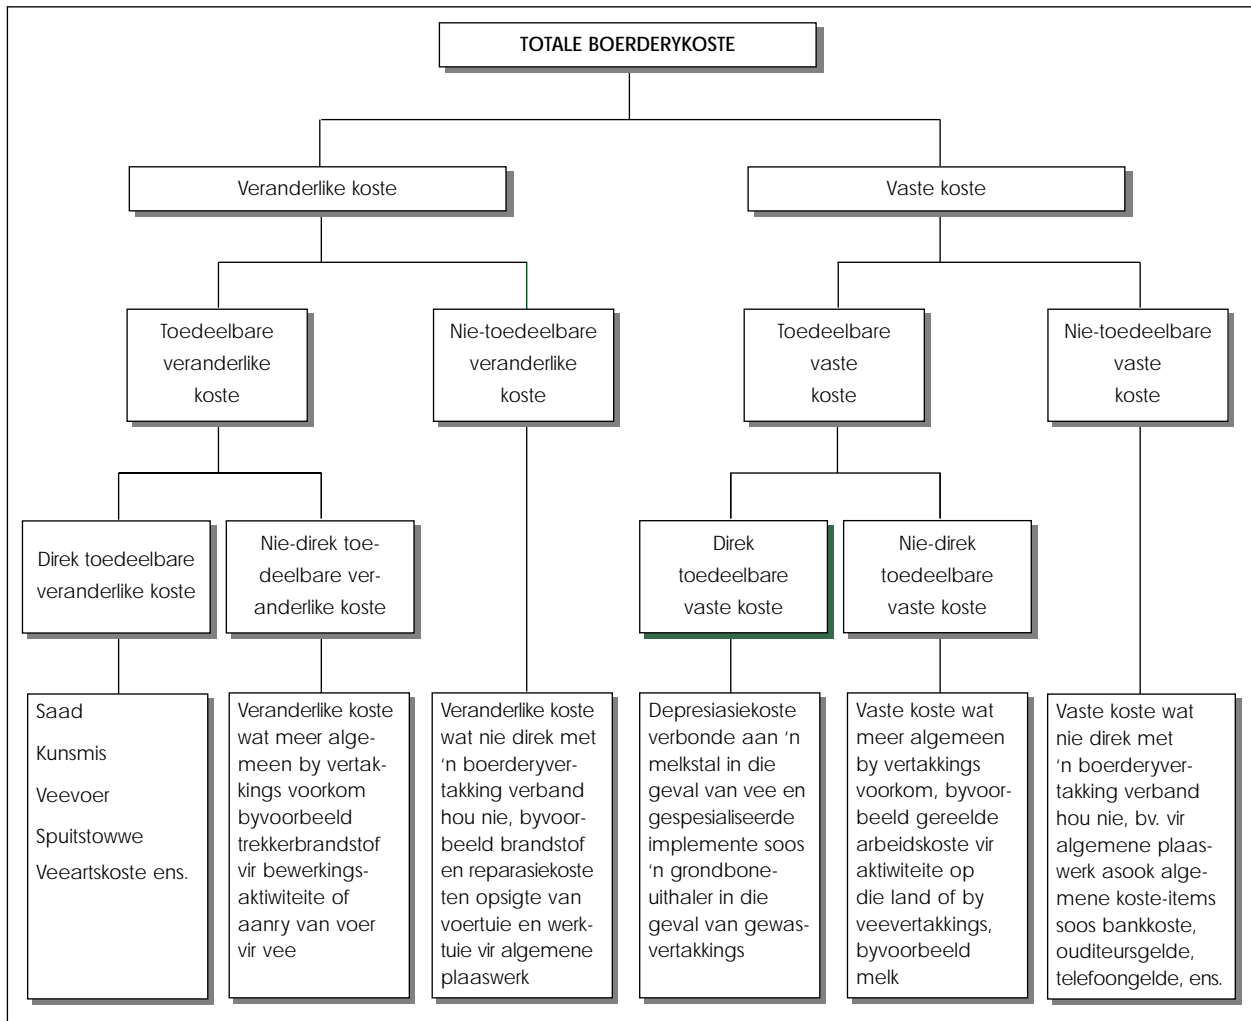 TOTALE BOERDERYKOSTE
Veranderlike koste
Vaste koste
Toedeelbare
veranderlike
koste
Nie-toedeelbare
veranderlike
koste
Toedeelbare
vaste
koste
Nie-toedeelbare
vaste
koste
Direk toedeelbare
veranderlike koste
Nie-direk toe-
deelbare ver-
anderlike koste
Direk
toedeelbare
vaste koste
Nie-direk
toedeelbare
vaste koste
Saad
Kunsmis
Veevoer
Spuitstowwe
Veeartskoste ens.
Veranderlike koste
wat meer alge-
meen by vertak-
kings voorkom
byvoorbeeld
trekkerbrandstof
vir bewerkings-
aktiwiteite of
aanry van voer
vir vee
Veranderlike koste
wat nie direk met
'n boerderyver-
takking verband
hou nie, byvoor-
beeld brandstof
en reparasiekoste
ten opsigte van
voertuie en werk-
tuie vir algemene
plaaswerk
Depresiasiekoste
verbonde aan 'n
melkstal in die
geval van vee en
gespesialiseerde
implemente soos
'n grondbone-
uithaler in die
geval van gewas-
vertakkings
Vaste koste wat
meer algemeen
by vertakkings
voorkom, byvoor-
beeld gereelde
arbeidskoste vir
aktiwiteite op
die land of by
veevertakkings,
byvoorbeeld
melk
Vaste koste wat
nie direk met
'n boerderyver-
takking verband
hou nie, bv. vir
algemene plaas-
werk asook alge-
mene koste-items
soos bankkoste,
ouditeursgelde,
telefoongelde, ens.